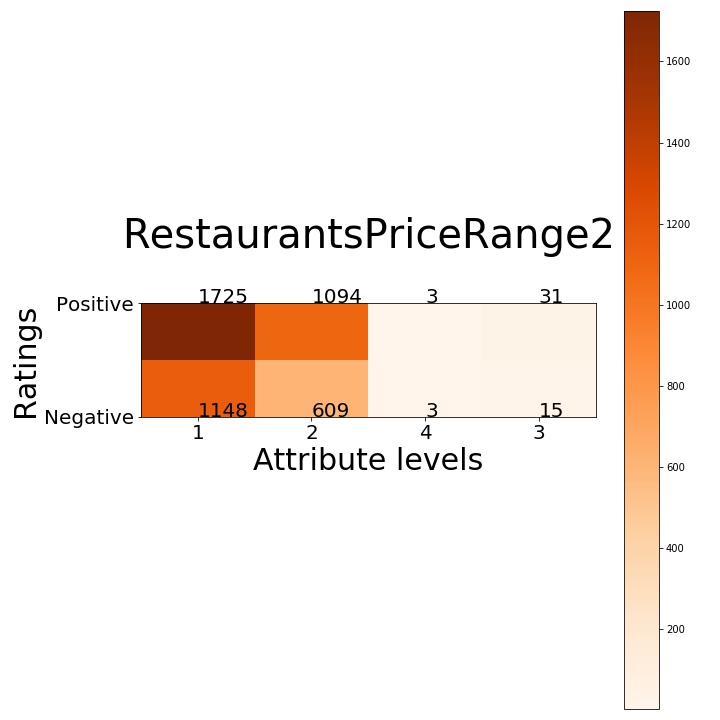 RestaurantsPriceRange2
Ratings
Positive
1725 1094 3 31
Negative
1148 609 3 15
1 2 4 3
Attribute levels
1600
1400
1200
1000
800
600
400
200